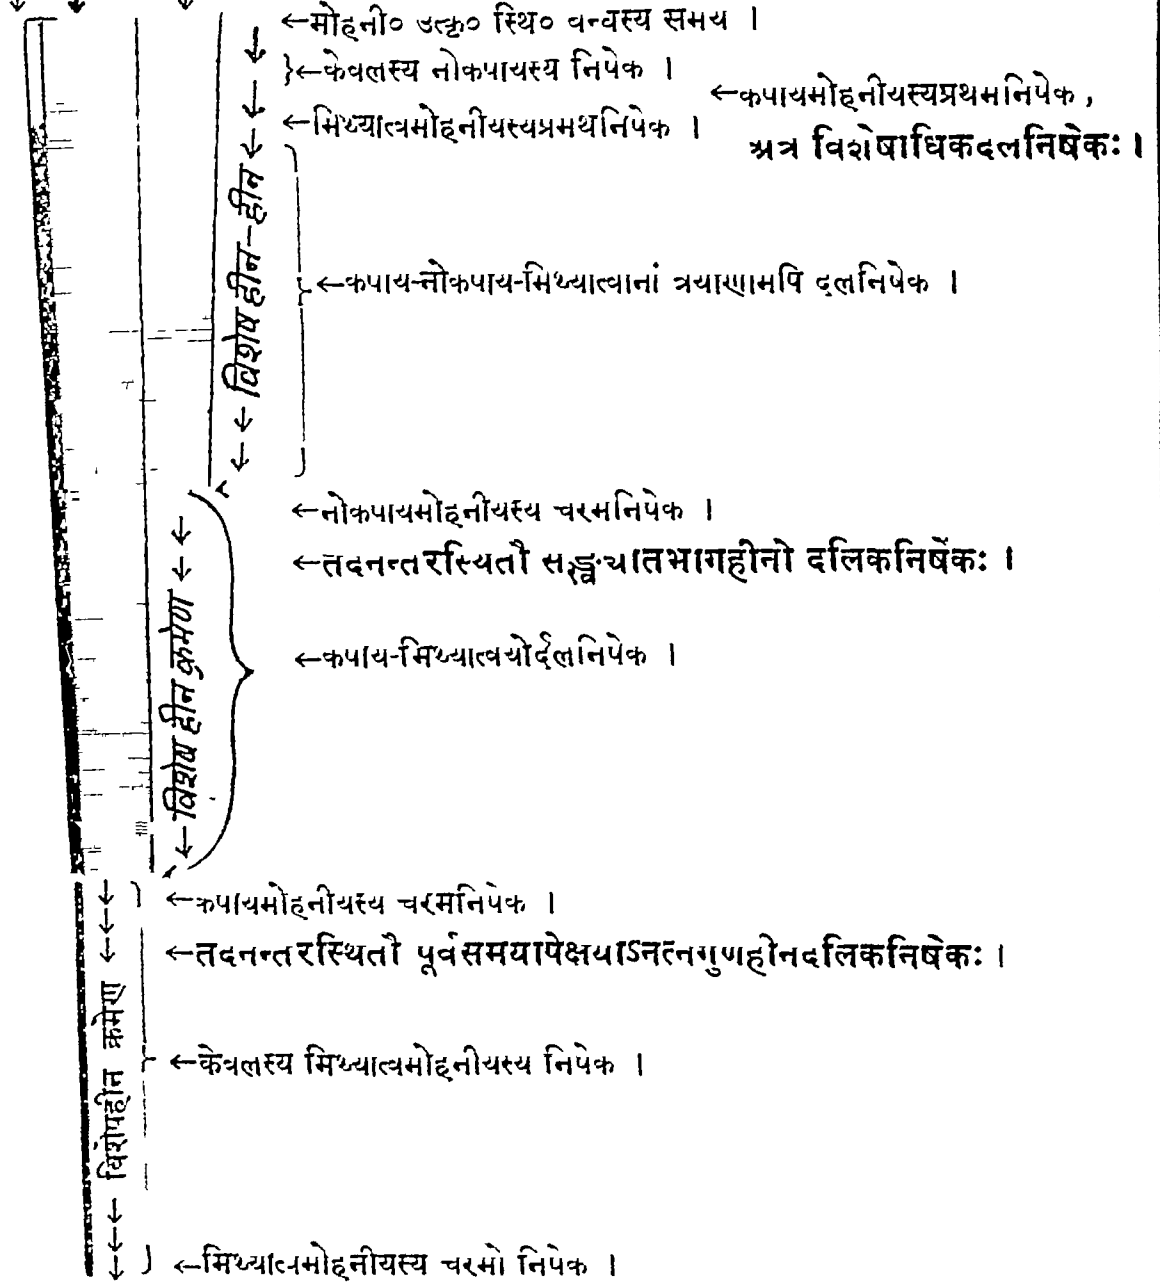 ←मोहनी० उत्कृ० स्थि० बन्धस्य समय ।
}←केवलस्य नोकषायस्य निषेक ।
←कषायमोहनीयस्यप्रथमनिषेक,
←मिथ्यात्वमोहनीयस्यप्रमथनिषेक ।
अत्र विशेषाधिकदलनिषेकः ।
विशेष हीन-हीन
←कषाय-नोकषाय-मिथ्यात्वानां त्रयाणामपि दलनिषेक ।
←नोकषायमोहनीयस्य चरमनिषेक ।
←तदनन्तरस्थितौ सङ्ख्यातभागहीनो दलिकनिषेकः ।
विशेष हीन क्रमेण
←कषाय-मिथ्यात्वयोर्दलनिषेक ।
←कषायमोहनीयस्य चरमनिषेक ।
←तदनन्तरस्थितौ पूर्वसमयापेक्षयाऽनत्नगुणहीनदलिकनिषेकः ।
विशेषहीन क्रमेण
←केवलस्य मिथ्यात्वमोहनीयस्य निषेक ।
←मिथ्यात्वमोहनीयस्य चरमो निषेक ।